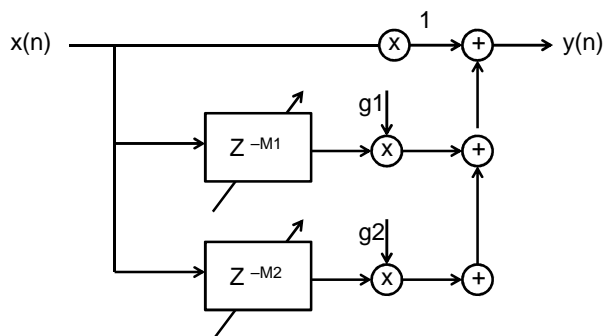 1
x(n) x + y(n)
g1
Z –M1 x +
g2
Z –M2 x +